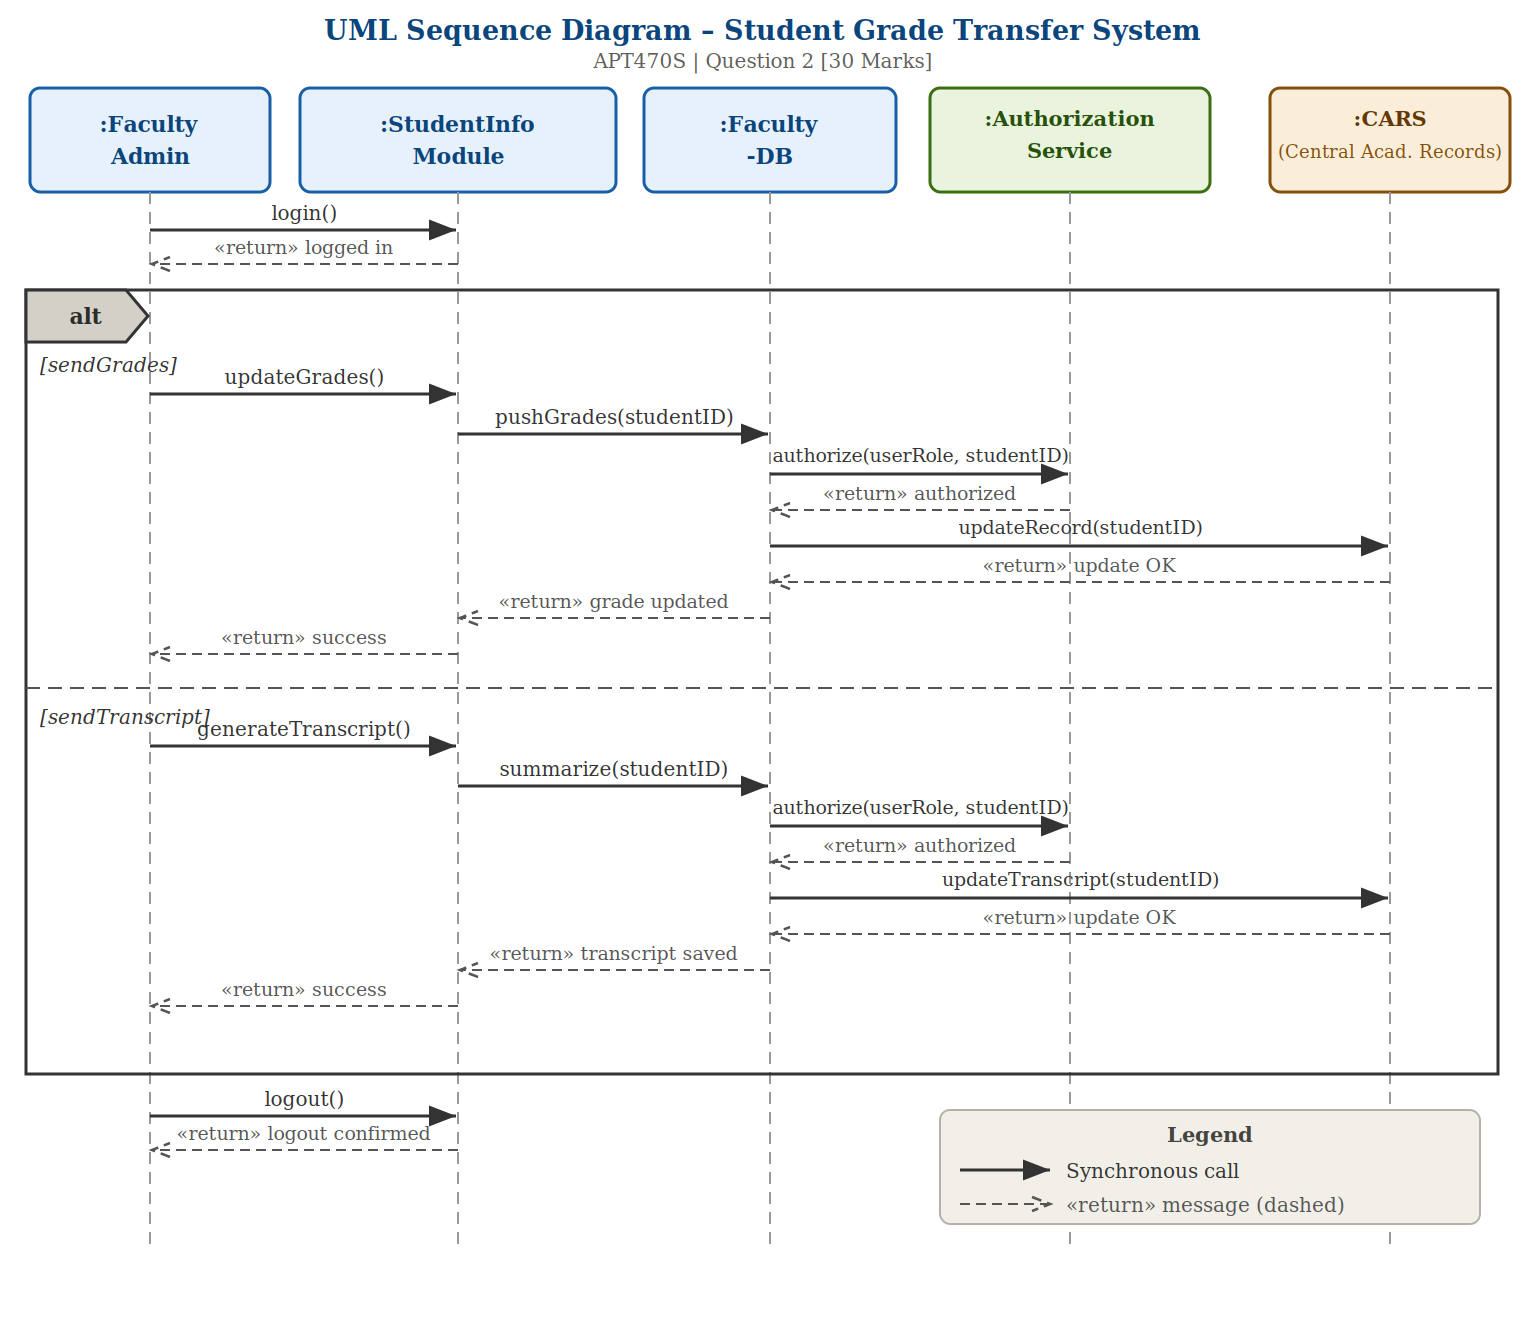 UML Sequence Diagram – Student Grade Transfer System
APT470S | Question 2 [30 Marks]
:Faculty
Admin
:StudentInfo
Module
:Faculty
-DB
:Authorization
Service
:CARS
(Central Acad. Records)
login()
«return» logged in
alt
[sendGrades]
updateGrades()
pushGrades(studentID)
authorize(userRole, studentID)
«return» authorized
updateRecord(studentID)
«return» update OK
«return» grade updated
«return» success
[sendTranscript]
generateTranscript()
summarize(studentID)
authorize(userRole, studentID)
«return» authorized
updateTranscript(studentID)
«return» update OK
«return» transcript saved
«return» success
logout()
«return» logout confirmed
Legend
Synchronous call
«return» message (dashed)